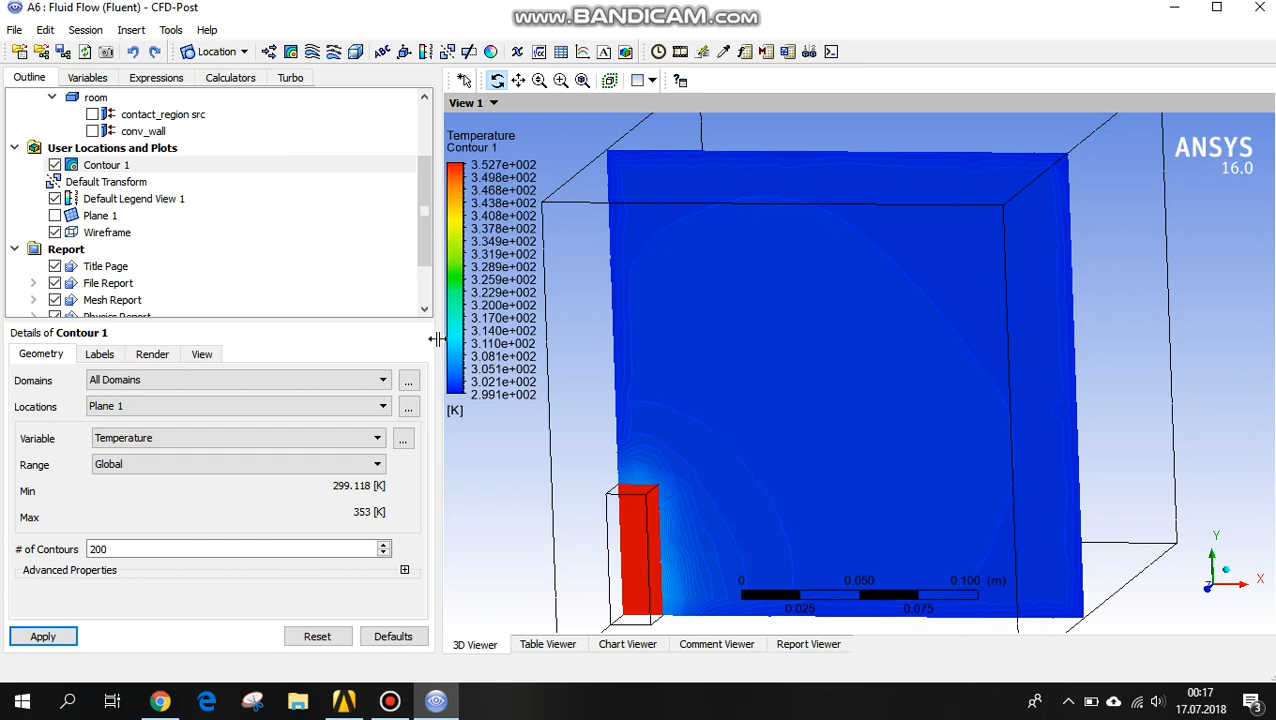 A6 : Fluid Flow (Fluent) - CFD-Post
www.BANDICAM.com
File Edit Session Insert Tools Help
Location
Outline Variables Expressions Calculators Turbo
room
contact_region src
conv_wall
User Locations and Plots
Contour 1
Default Transform
Default Legend View 1
Plane 1
Wireframe
Report
Title Page
File Report
Mesh Report
Physics Report
Details of Contour 1
Geometry Labels Render View
Domains All Domains ...
Locations Plane 1 ...
Variable Temperature ...
Range Global
Min 299.118 [K]
Max 353 [K]
# of Contours 200
Advanced Properties
Apply Reset Defaults
View 1
Temperature
Contour 1
3.527e+002
3.498e+002
3.468e+002
3.438e+002
3.408e+002
3.378e+002
3.349e+002
3.319e+002
3.289e+002
3.259e+002
3.229e+002
3.200e+002
3.170e+002
3.140e+002
3.110e+002
3.081e+002
3.051e+002
3.021e+002
2.991e+002
[K]
ANSYS
16.0
0 0.050 0.100 (m)
0.025 0.075
Y
X
Z
3D Viewer Table Viewer Chart Viewer Comment Viewer Report Viewer
00:17
17.07.2018
3